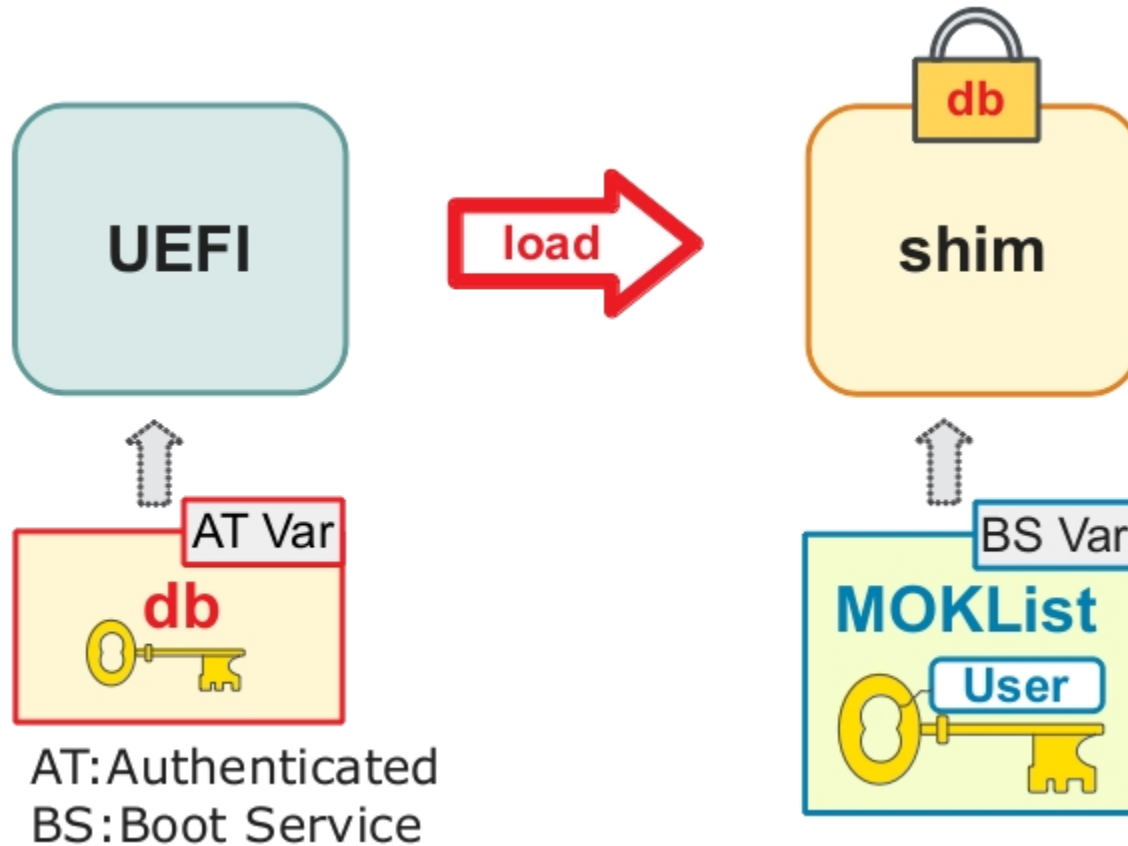 db
UEFI
load
shim
AT Var
db
BS Var
MOKList
User
AT:Authenticated
BS:Boot Service